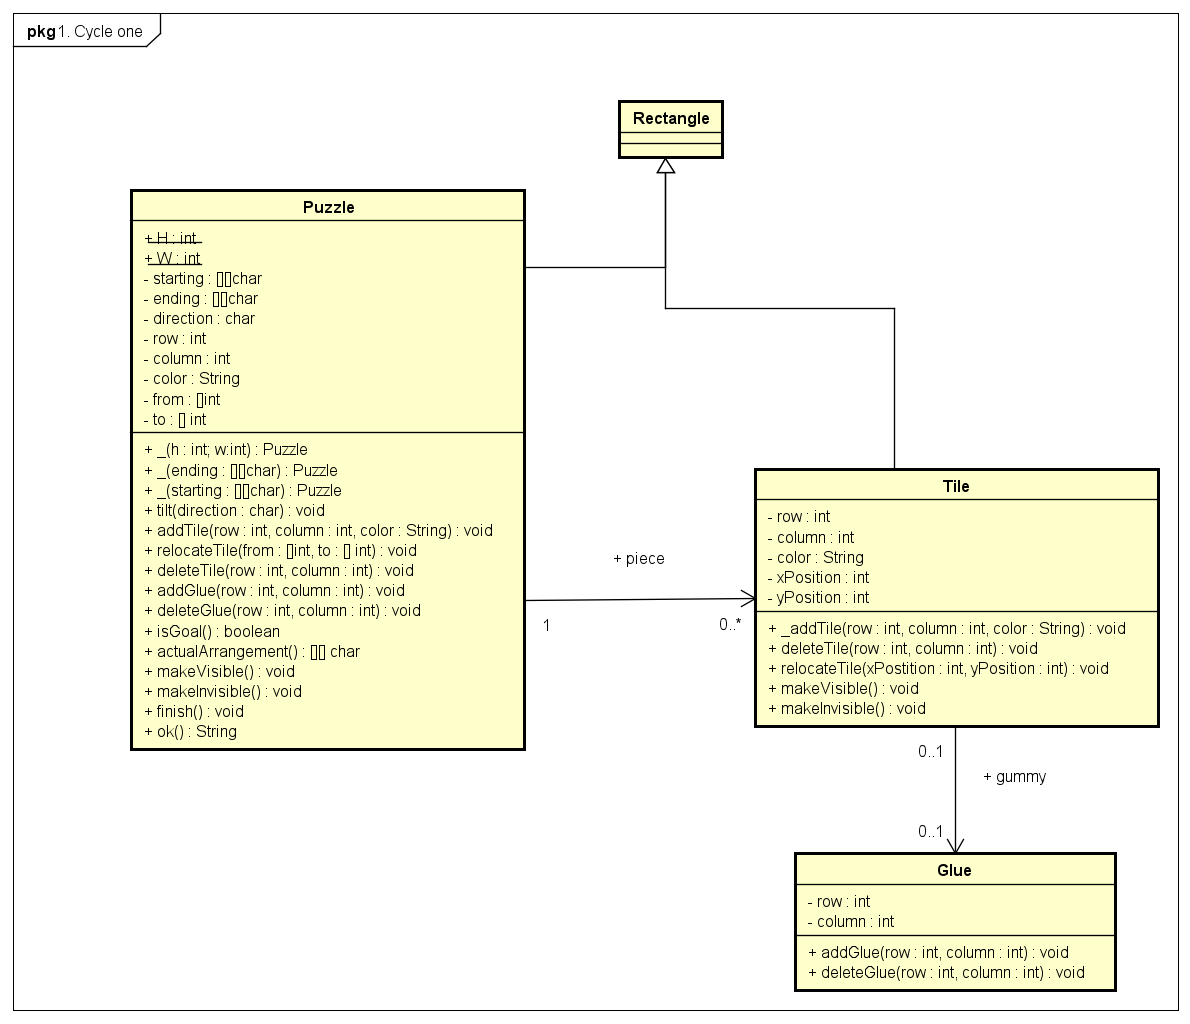 pkg 1. Cycle one
Rectangle
Puzzle
+ H : int
+ W : int
- starting : [][]char
- ending : [][]char
- direction : char
- row : int
- column : int
- color : String
- from : []int
- to : [] int
+ _(h : int; w:int) : Puzzle
+ _(ending : [][]char) : Puzzle
+ _(starting : [][]char) : Puzzle
+ tilt(direction : char) : void
+ addTile(row : int, column : int, color : String) : void
+ relocateTile(from : []int, to : [] int) : void
+ deleteTile(row : int, column : int) : void
+ addGlue(row : int, column : int) : void
+ deleteGlue(row : int, column : int) : void
+ isGoal() : boolean
+ actualArrangement() : [][] char
+ makeVisible() : void
+ makeInvisible() : void
+ finish() : void
+ ok() : String
+ piece
1
0..*
Tile
- row : int
- column : int
- color : String
- xPosition : int
- yPosition : int
+ _addTile(row : int, column : int, color : String) : void
+ deleteTile(row : int, column : int) : void
+ relocateTile(xPostition : int, yPosition : int) : void
+ makeVisible() : void
+ makeInvisible() : void
0..1
+ gummy
0..1
Glue
- row : int
- column : int
+ addGlue(row : int, column : int) : void
+ deleteGlue(row : int, column : int) : void